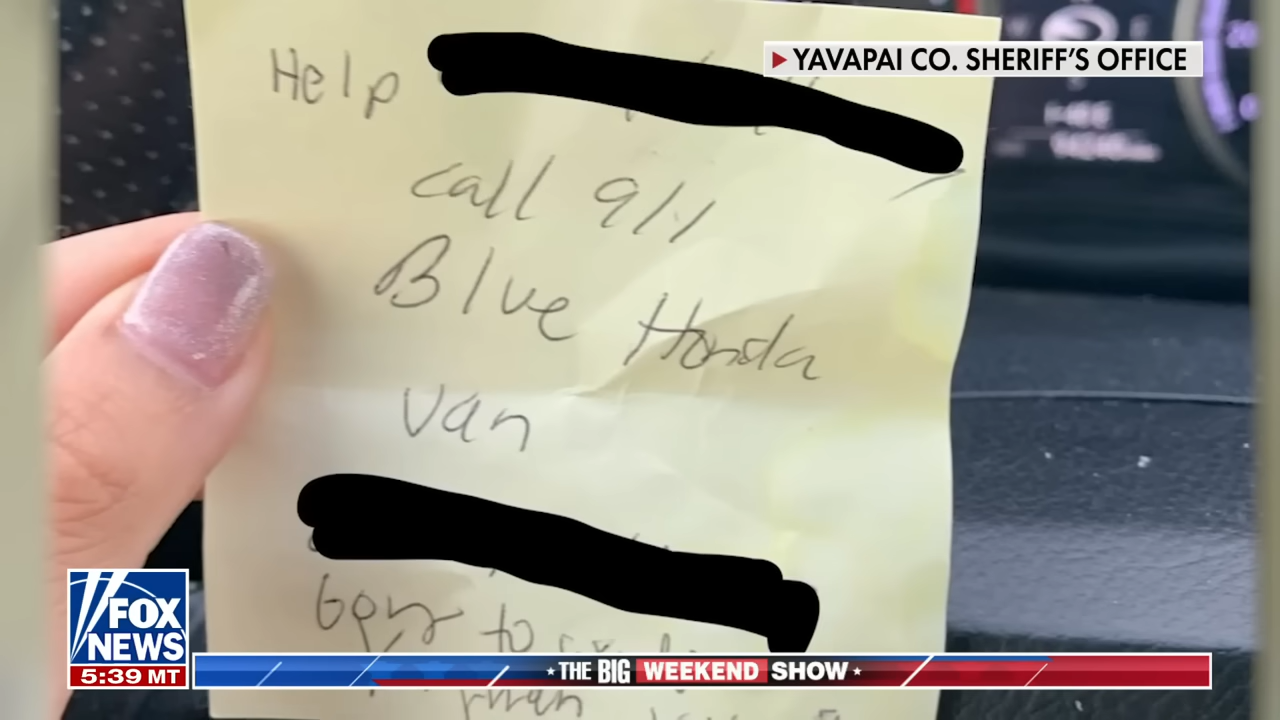 YAVAPAI CO. SHERIFF'S OFFICE
Help
call 911
Blue Honda
van
to
FOX
NEWS
5:39 MT
THE BIG WEEKEND SHOW